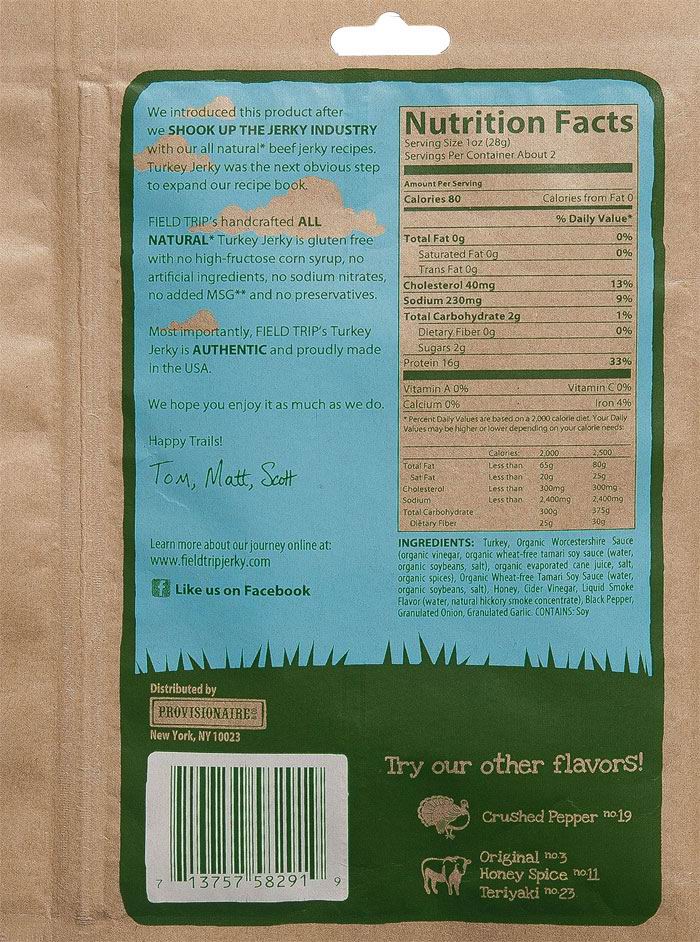 We introduced this product after
we SHOOK UP THE JERKY INDUSTRY
with our all natural* beef jerky recipes.
Turkey Jerky was the next obvious step
to expand our recipe book.
FIELD TRIP's handcrafted ALL
NATURAL* Turkey Jerky is gluten free
with no high-fructose corn syrup, no
artificial ingredients, no sodium nitrates,
no added MSG** and no preservatives.
Most importantly, FIELD TRIP's Turkey
Jerky is AUTHENTIC and proudly made
in the USA.
We hope you enjoy it as much as we do.
Happy Trails!
Tom, Matt, Scott
Learn more about our journey online at:
www.fieldtripjerky.com
f Like us on Facebook
Nutrition Facts
Serving Size 1oz (28g)
Servings Per Container About 2
Amount Per Serving
Calories 80 Calories from Fat 0
% Daily Value*
Total Fat 0g 0%
Saturated Fat 0g 0%
Trans Fat 0g
Cholesterol 40mg 13%
Sodium 230mg 9%
Total Carbohydrate 2g 1%
Dietary Fiber 0g 0%
Sugars 2g
Protein 16g 33%
Vitamin A 0% · Vitamin C 0%
Calcium 0% · Iron 4%
* Percent Daily Values are based on a 2,000 calorie diet. Your Daily
Values may be higher or lower depending on your calorie needs:
Calories: 2,000 2,500
Total Fat Less than 65g 80g
Sat Fat Less than 20g 25g
Cholesterol Less than 300mg 300mg
Sodium Less than 2,400mg 2,400mg
Total Carbohydrate 300g 375g
Dietary Fiber 25g 30g
INGREDIENTS: Turkey, Organic Worcestershire Sauce
(organic vinegar, organic wheat-free tamari soy sauce (water,
organic soybeans, salt), organic evaporated cane juice, salt,
organic spices), Organic Wheat-free Tamari Soy Sauce (water,
organic soybeans, salt), Honey, Cider Vinegar, Liquid Smoke
Flavor (water, natural hickory smoke concentrate), Black Pepper,
Granulated Onion, Granulated Garlic. CONTAINS: Soy
Distributed by
PROVISIONAIRE
New York, NY 10023
7 13757 58291 9
Try our other flavors!
Crushed Pepper no.19
Original no.3
Honey Spice no.11
Teriyaki no.23